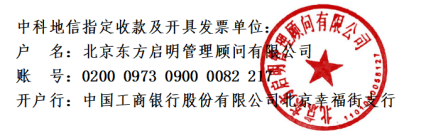 中科地信指定收款及开具发票单位：
户 名：北京东方启明管理顾问有限公司
账 号：0200 0973 0900 0082 217
开户行：中国工商银行股份有限公司北京幸福街支行